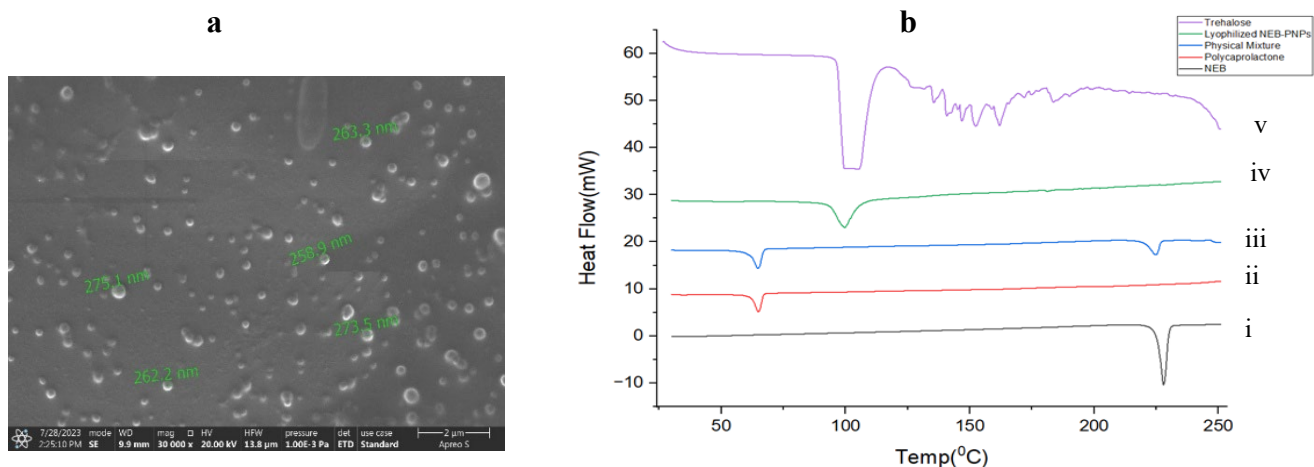 a
263.3 nm
258.9 nm
275.1 nm
273.5 nm
262.2 nm
7/28/2023 mode WD mag □ HV HFW pressure det use case
2:25:10 PM SE 9.9 mm 30 000 x 20.00 kV 13.8 µm 1.00E-3 Pa ETD Standard
2 µm
Apreo S
b
Trehalose
Lyophilized NEB-PNPs
Physical Mixture
Polycaprolactone
NEB
Heat Flow(mW)
60
50
40
30
20
10
0
−10
v
iv
iii
ii
i
50 100 150 200 250
Temp(⁰C)